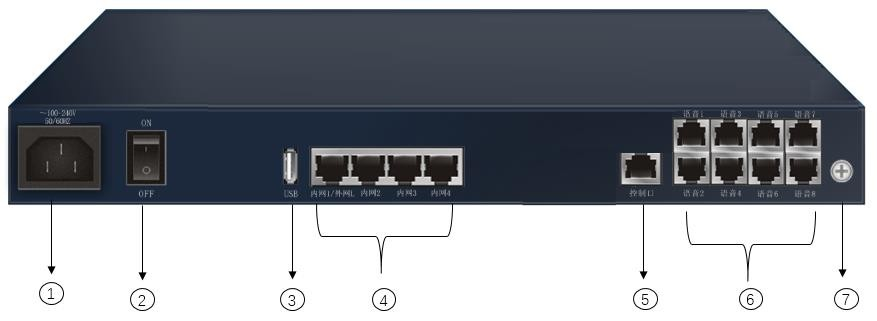 ~100-240V
50/60HZ
ON
OFF
USB
内网1/外网1
内网2
内网3
内网4
控制口
语音1
语音3
语音5
语音7
语音2
语音4
语音6
语音8
①
②
③
④
⑤
⑥
⑦